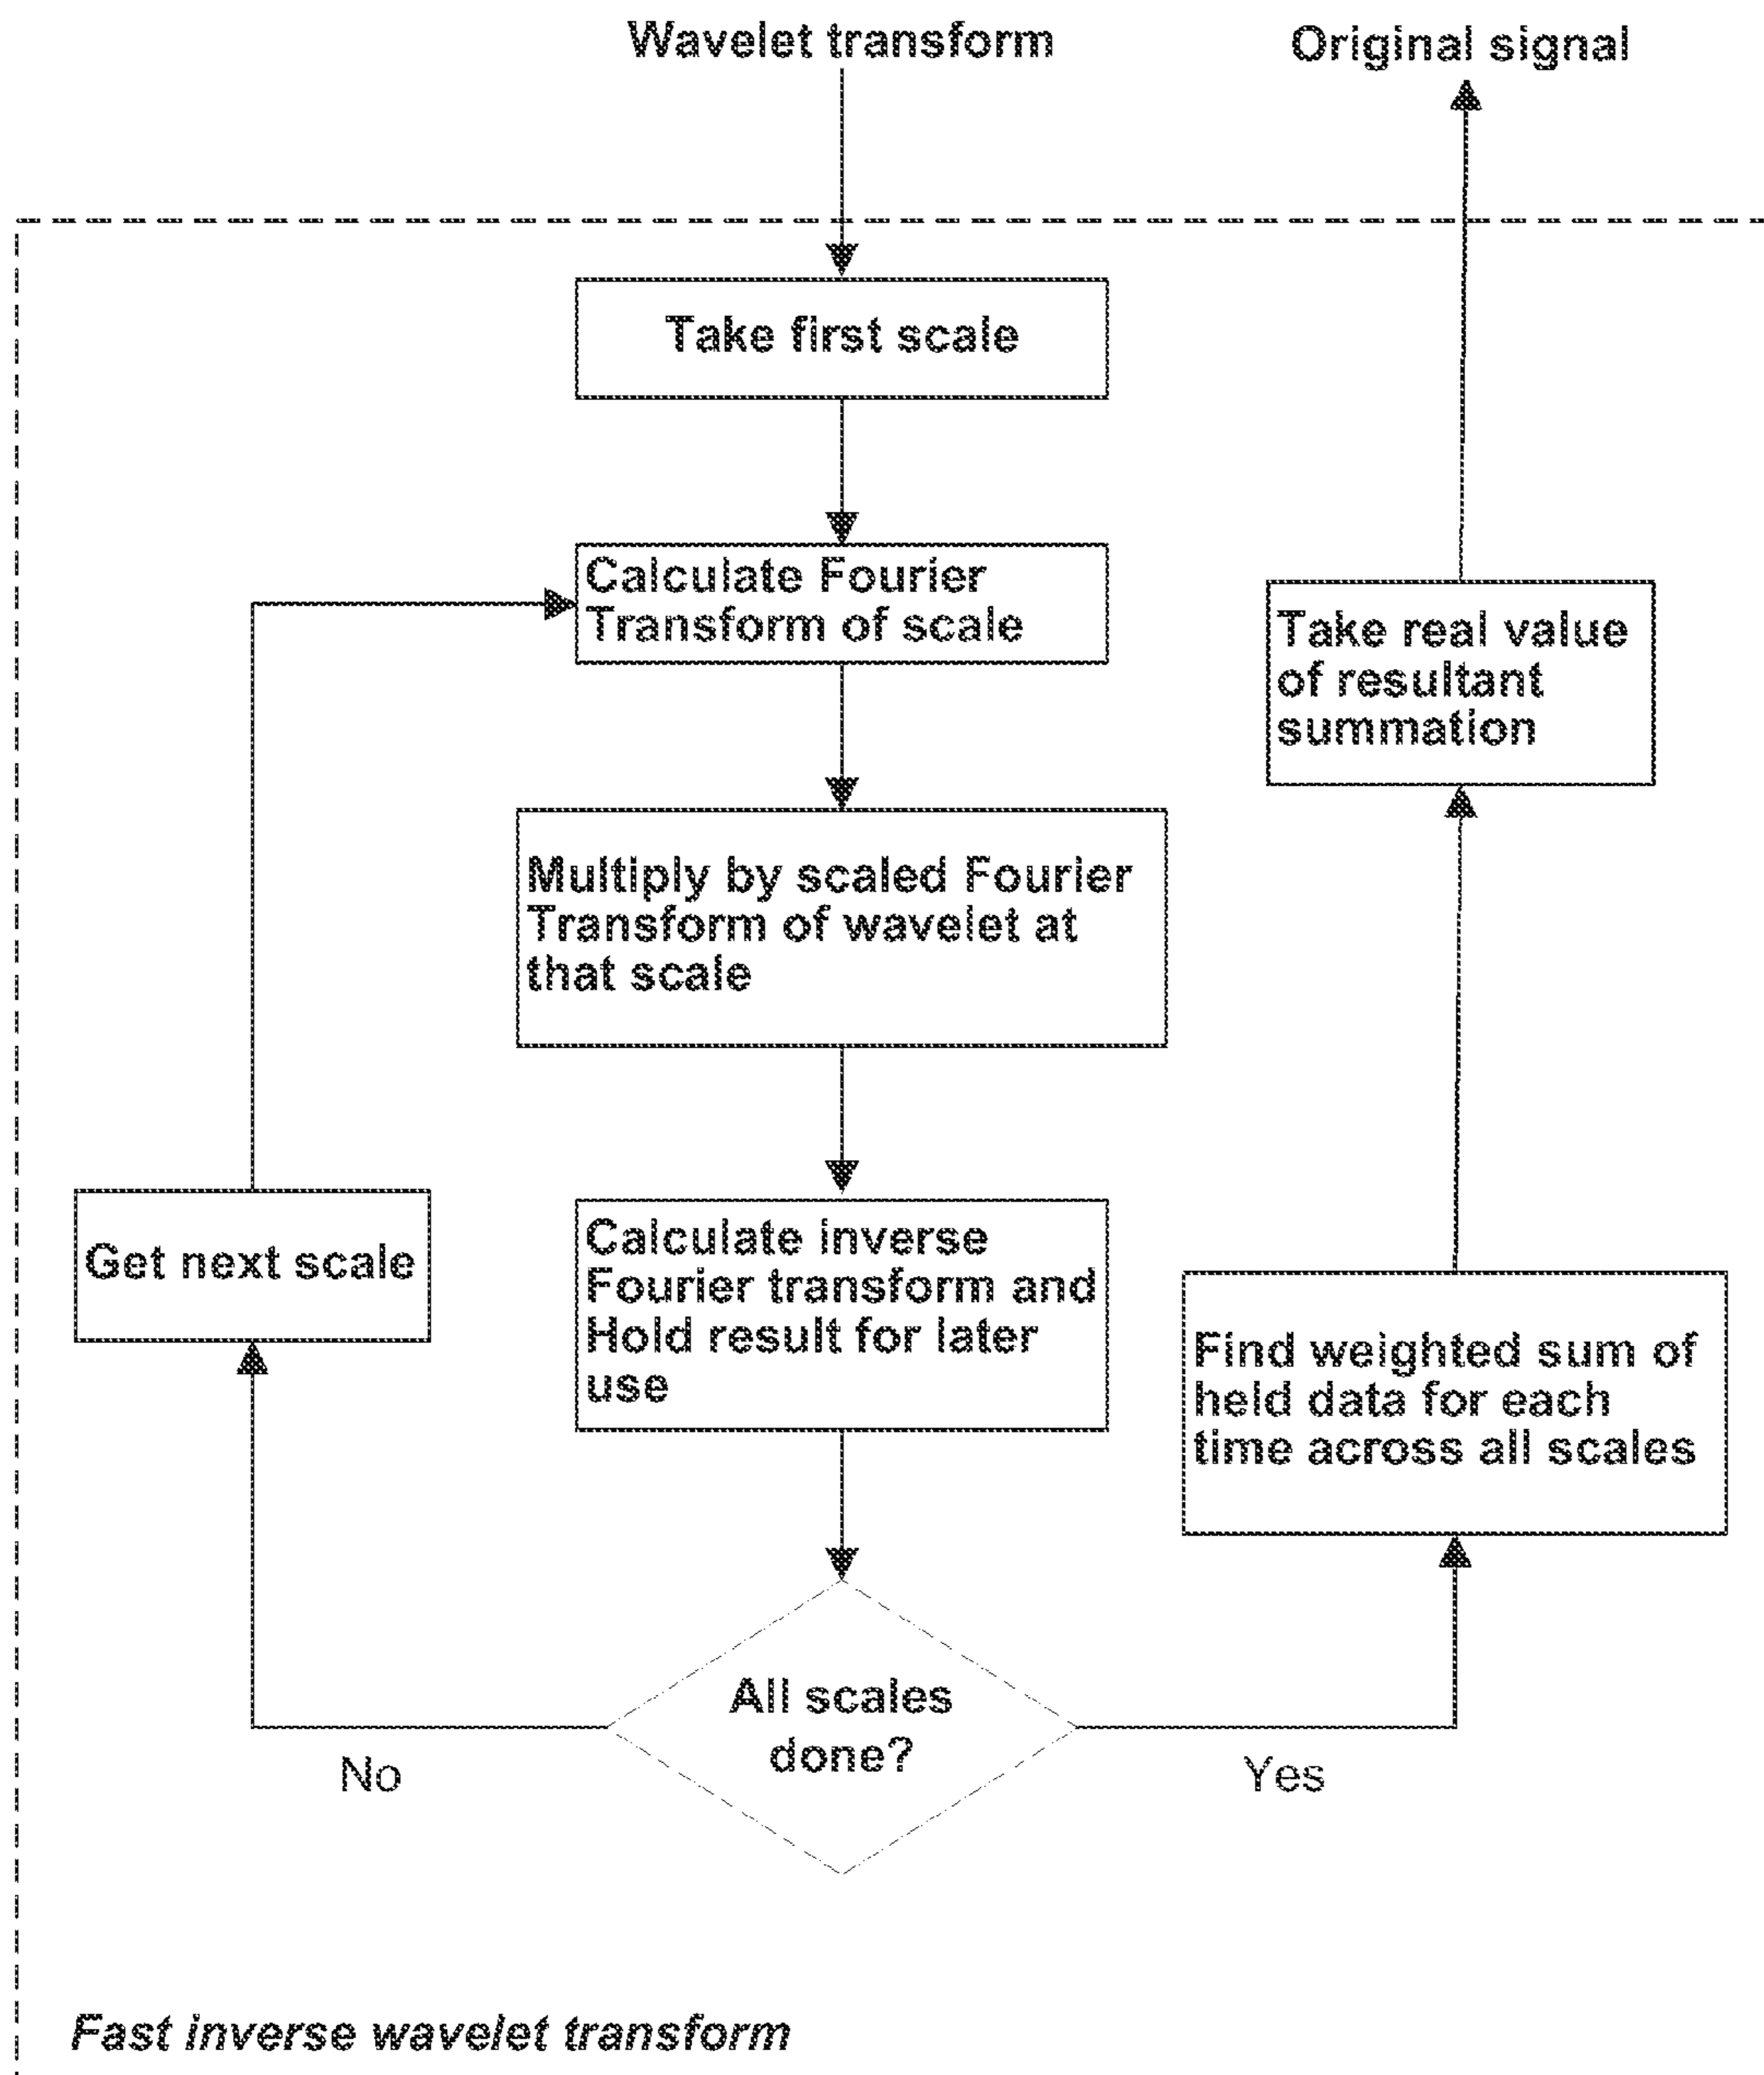 Wavelet transform
Original signal
Take first scale
Calculate Fourier
Transform of scale
Take real value
of resultant
summation
Multiply by scaled Fourier
Transform of wavelet at
that scale
Get next scale
Calculate inverse
Fourier transform and
Hold result for later
use
Find weighted sum of
held data for each
time across all scales
All scales
done?
No
Yes
Fast inverse wavelet transform